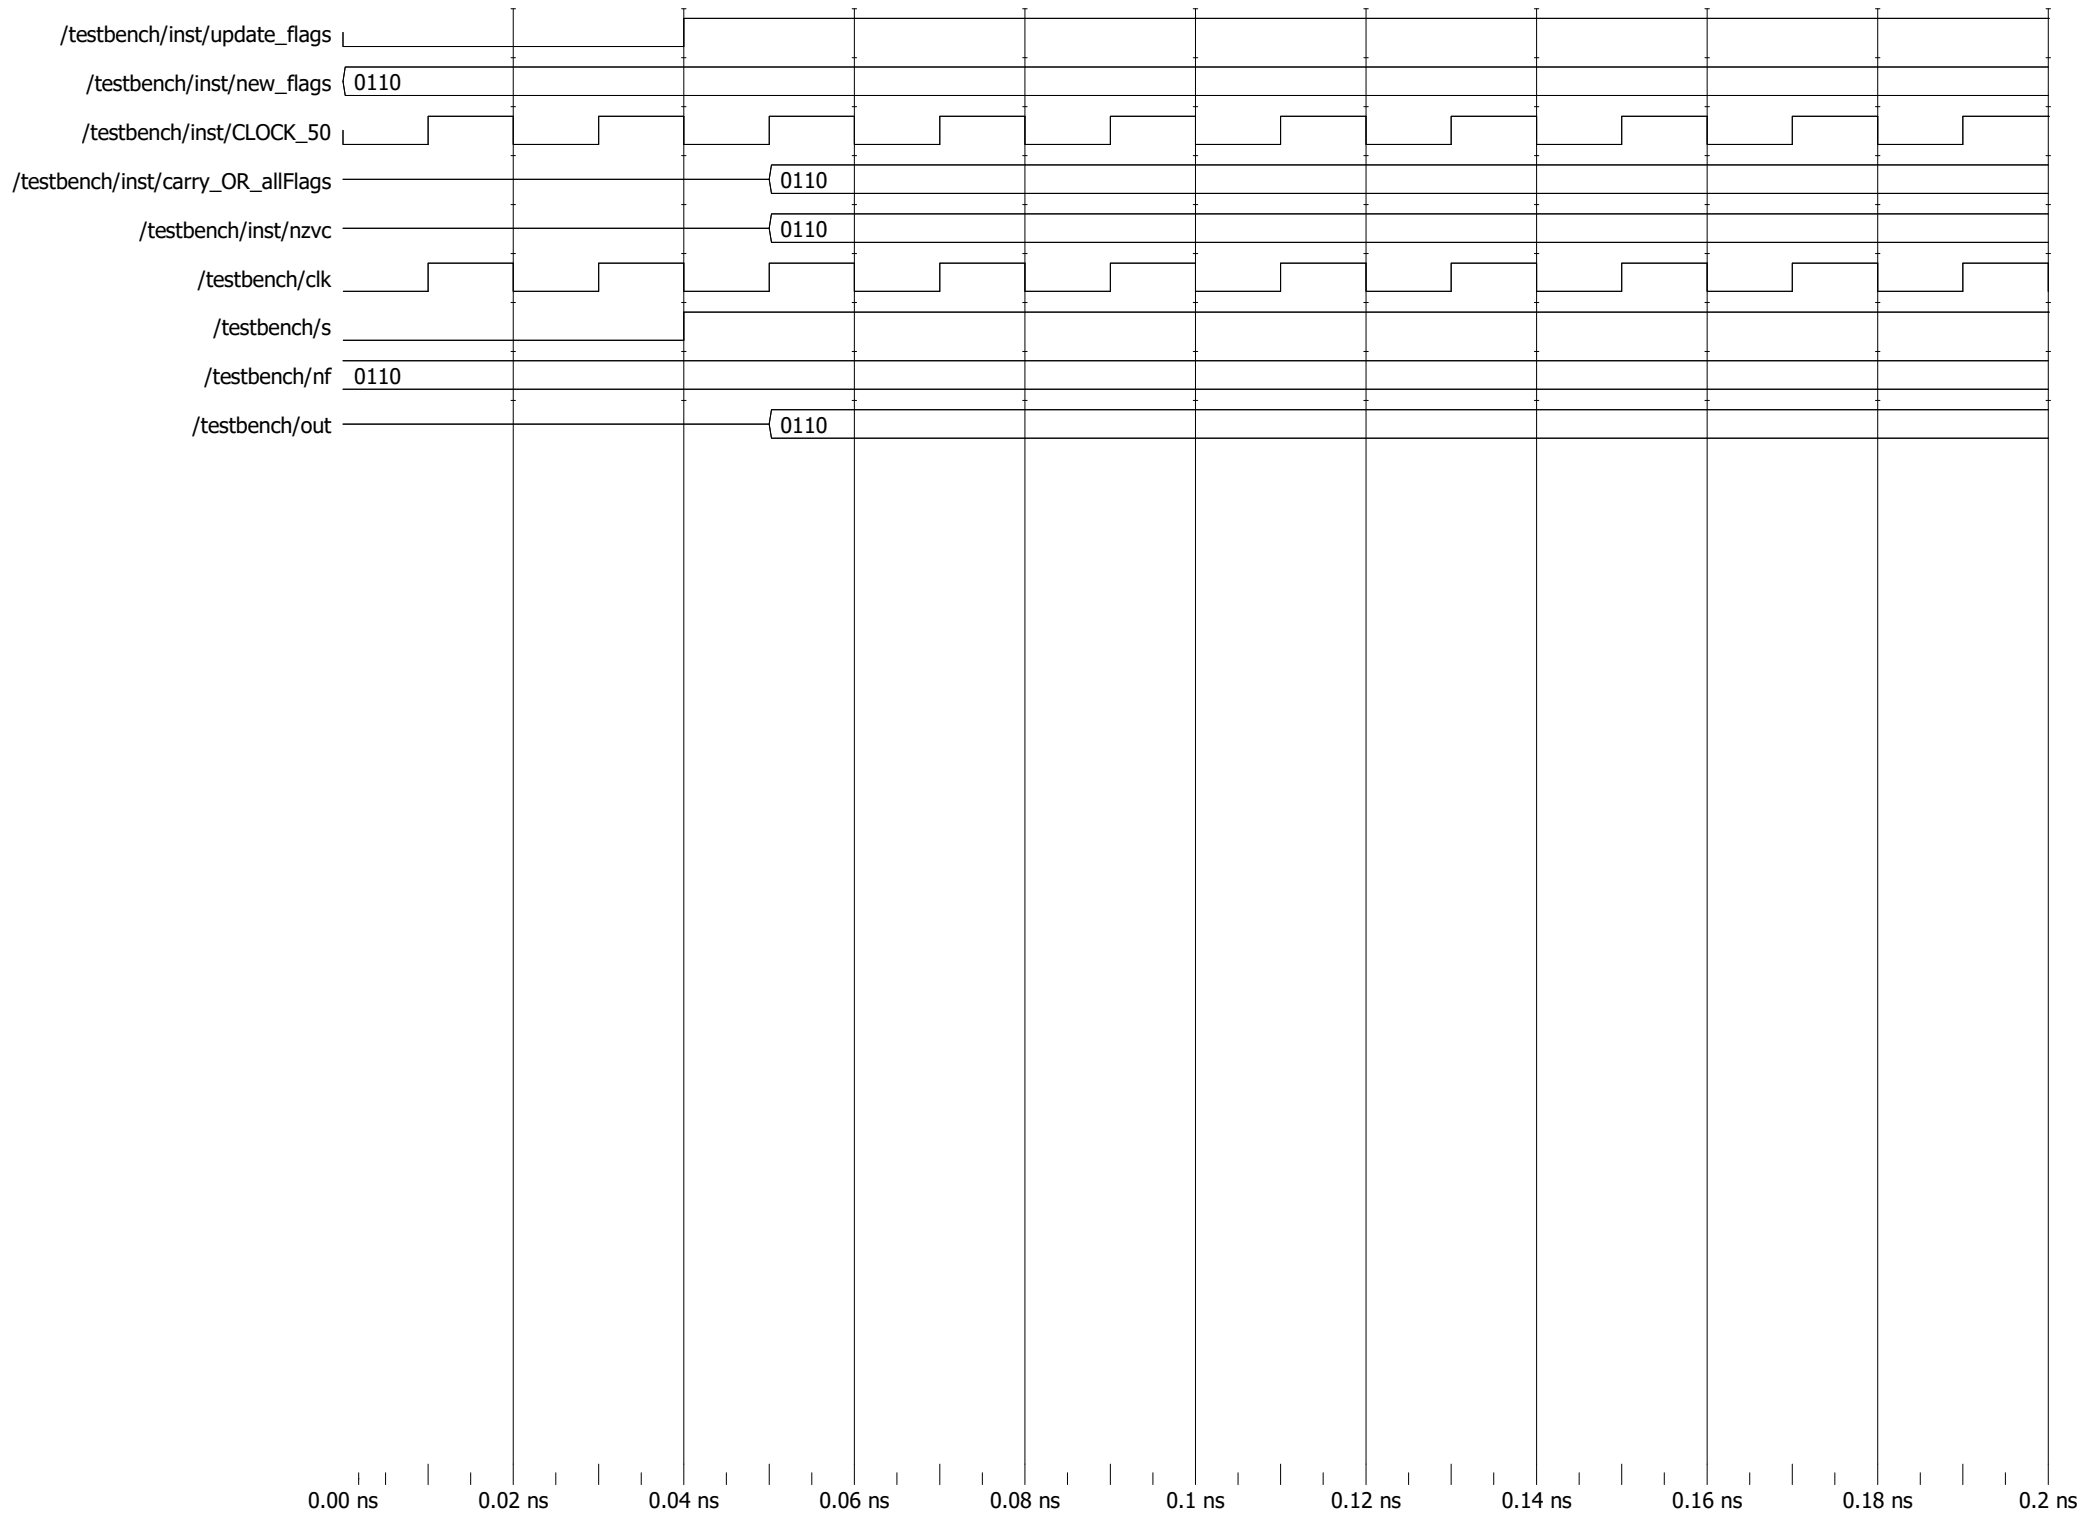 /testbench/inst/update_flags
/testbench/inst/new_flags 0110
/testbench/inst/CLOCK_50
/testbench/inst/carry_OR_allFlags 0110
/testbench/inst/nzvc 0110
/testbench/clk
/testbench/s
/testbench/nf 0110
/testbench/out 0110
0.00 ns 0.02 ns 0.04 ns 0.06 ns 0.08 ns 0.1 ns 0.12 ns 0.14 ns 0.16 ns 0.18 ns 0.2 ns